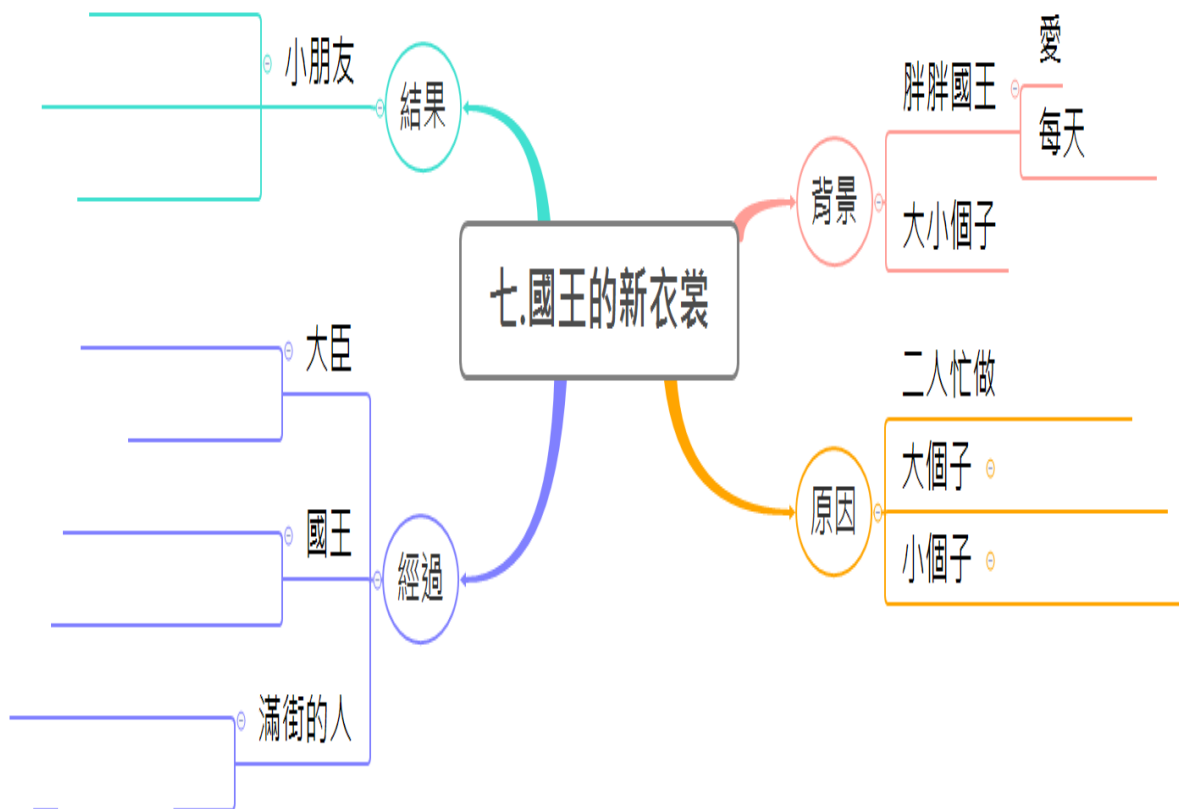 七.國王的新衣裳
背景
胖胖國王
愛
每天
大小個子
原因
二人忙做
大個子
小個子
經過
大臣
國王
滿街的人
結果
小朋友